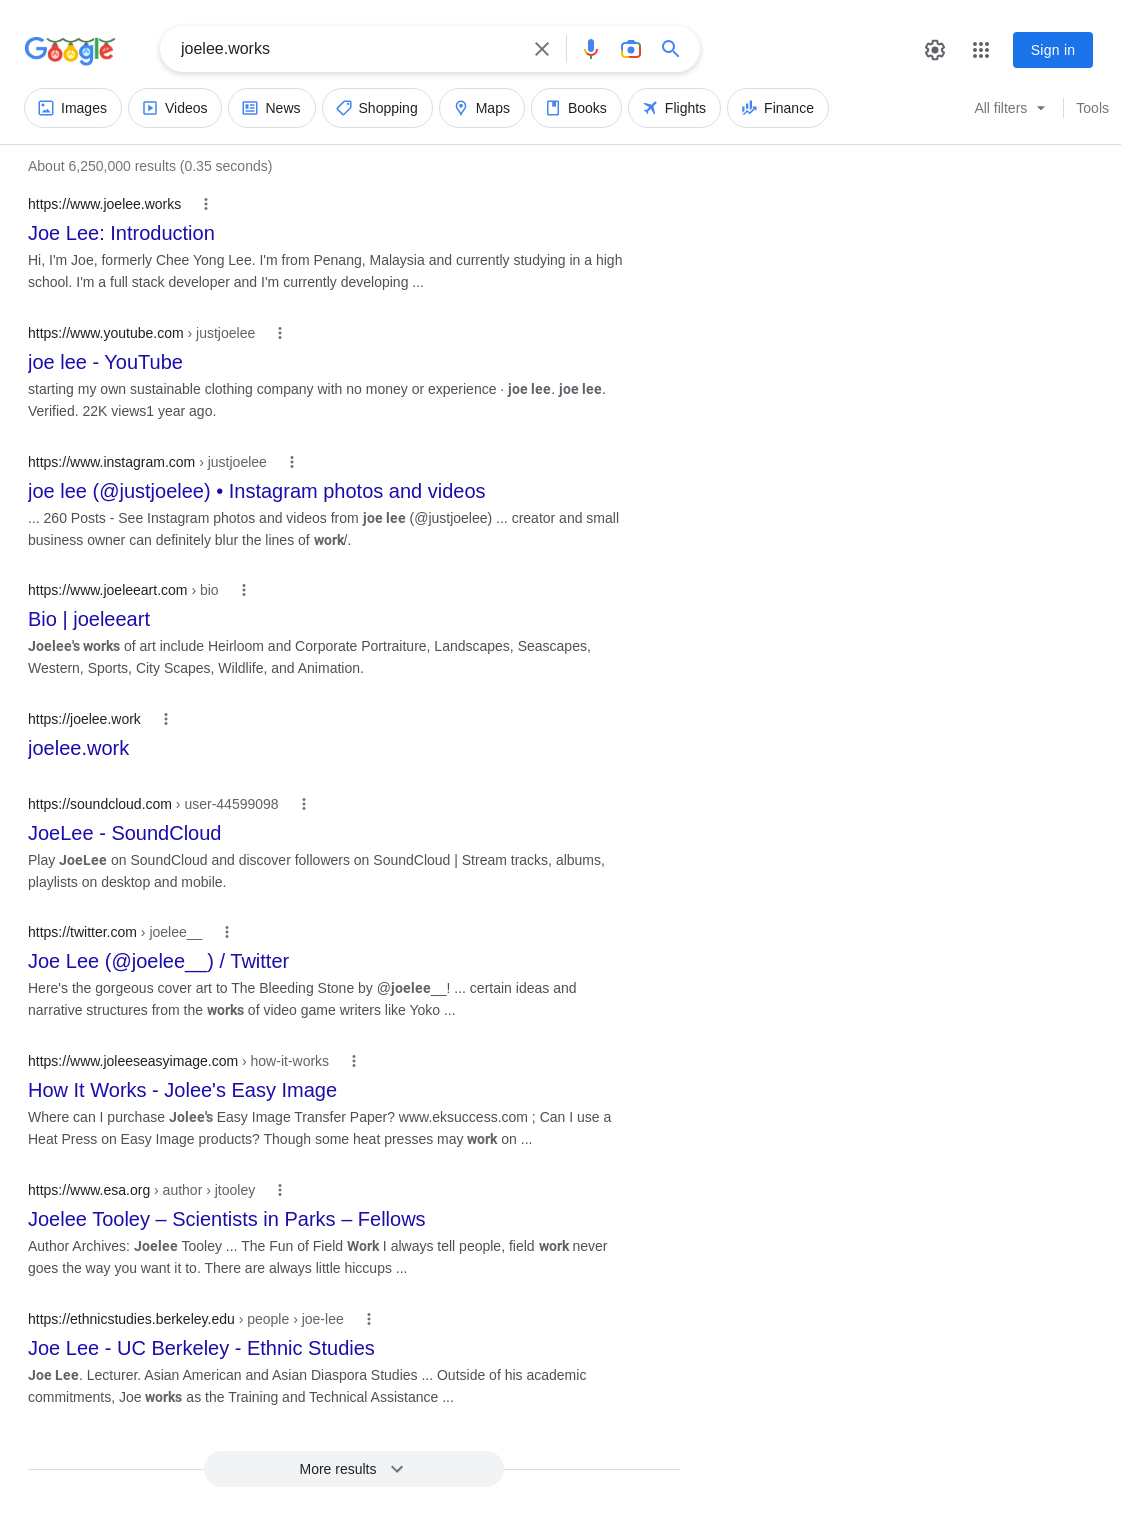 Google
joelee.works
Sign in
Images
Videos
News
Shopping
Maps
Books
Flights
Finance
All filters
Tools
About 6,250,000 results (0.35 seconds)
https://www.joelee.works
Joe Lee: Introduction
Hi, I'm Joe, formerly Chee Yong Lee. I'm from Penang, Malaysia and currently studying in a high
school. I'm a full stack developer and I'm currently developing ...
https://www.youtube.com › justjoelee
joe lee - YouTube
starting my own sustainable clothing company with no money or experience · joe lee. joe lee.
Verified. 22K views1 year ago.
https://www.instagram.com › justjoelee
joe lee (@justjoelee) • Instagram photos and videos
... 260 Posts - See Instagram photos and videos from joe lee (@justjoelee) ... creator and small
business owner can definitely blur the lines of work/.
https://www.joeleeart.com › bio
Bio | joeleeart
Joelee's works of art include Heirloom and Corporate Portraiture, Landscapes, Seascapes,
Western, Sports, City Scapes, Wildlife, and Animation.
https://joelee.work
joelee.work
https://soundcloud.com › user-44599098
JoeLee - SoundCloud
Play JoeLee on SoundCloud and discover followers on SoundCloud | Stream tracks, albums,
playlists on desktop and mobile.
https://twitter.com › joelee__
Joe Lee (@joelee__) / Twitter
Here's the gorgeous cover art to The Bleeding Stone by @joelee__! ... certain ideas and
narrative structures from the works of video game writers like Yoko ...
https://www.joleeseasyimage.com › how-it-works
How It Works - Jolee's Easy Image
Where can I purchase Jolee's Easy Image Transfer Paper? www.eksuccess.com ; Can I use a
Heat Press on Easy Image products? Though some heat presses may work on ...
https://www.esa.org › author › jtooley
Joelee Tooley – Scientists in Parks – Fellows
Author Archives: Joelee Tooley ... The Fun of Field Work I always tell people, field work never
goes the way you want it to. There are always little hiccups ...
https://ethnicstudies.berkeley.edu › people › joe-lee
Joe Lee - UC Berkeley - Ethnic Studies
Joe Lee. Lecturer. Asian American and Asian Diaspora Studies ... Outside of his academic
commitments, Joe works as the Training and Technical Assistance ...
More results